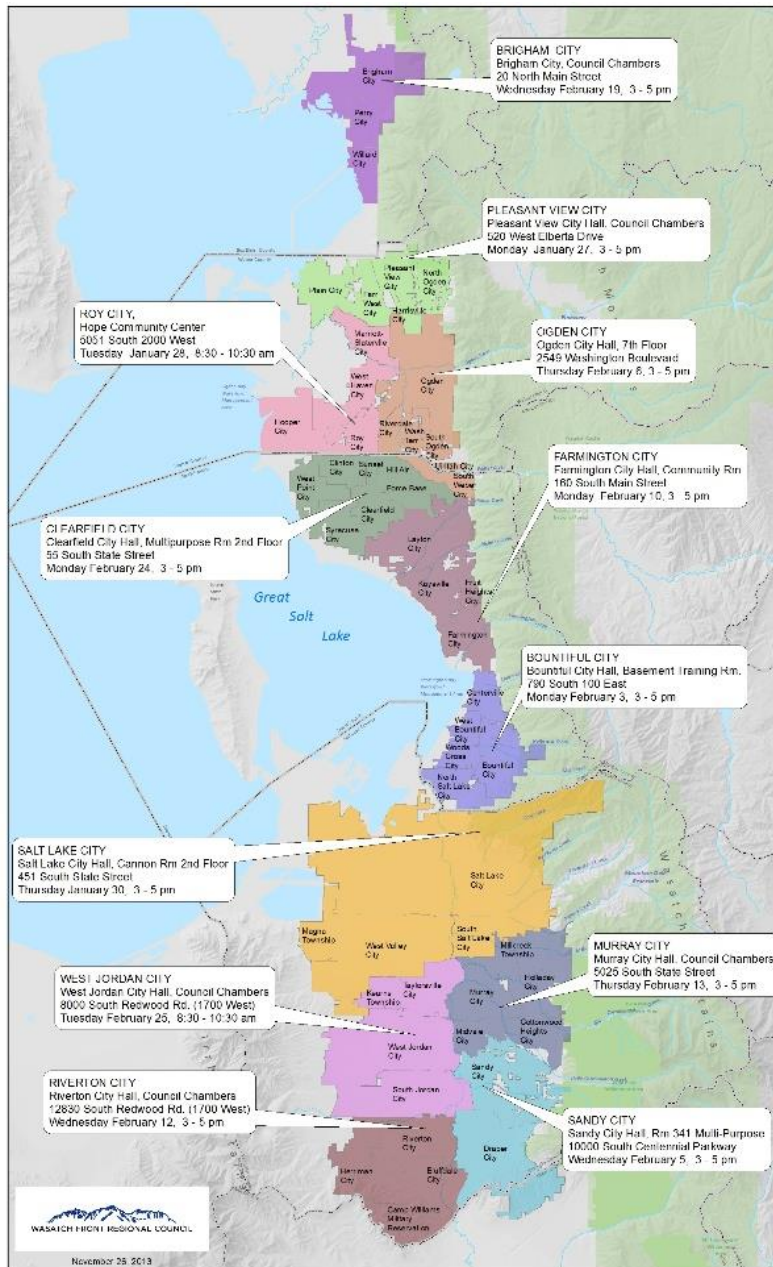 BRIGHAM CITY
Brigham City, Council Chambers
20 North Main Street
Wednesday February 19, 3 - 5 pm
Brigham
City
Perry
City
Willard City
PLEASANT VIEW CITY
Pleasant View City Hall, Council Chambers
520 West Elberta Drive
Monday January 27, 3 - 5 pm
Pleasant
View
City
North
Ogden
City
Plain City
Farr
West
City
Harrisville
City
ROY CITY,
Hope Community Center
5051 South 2000 West
Tuesday January 28, 8:30 - 10:30 am
Marriott-
Slaterville
City
OGDEN CITY
Ogden City Hall, 7th Floor
2549 Washington Boulevard
Thursday February 6, 3 - 5 pm
West
Haven
City
Ogden
City
Hooper
City
Roy
City
Riverdale
City
South
Ogden
City
FARMINGTON CITY
Farmington City Hall, Community Rm
160 South Main Street
Monday February 10, 3 - 5 pm
Clinton
City
Sunset
City
Hill Air
Force Base
South
Weber
City
West
Point
City
Clearfield
City
Syracuse
City
CLEARFIELD CITY
Clearfield City Hall, Multipurpose Rm 2nd Floor
55 South State Street
Monday February 24, 3 - 5 pm
Layton
City
Kaysville
City
Fruit
Heights
City
Great
Salt
Lake
Farmington
City
BOUNTIFUL CITY
Bountiful City Hall, Basement Training Rm.
790 South 100 East
Monday February 3, 3 - 5 pm
Centerville
City
West
Bountiful
City
Woods
Cross
City
Bountiful
City
North
Salt Lake
City
SALT LAKE CITY
Salt Lake City Hall, Cannon Rm 2nd Floor
451 South State Street
Thursday January 30, 3 - 5 pm
Salt Lake
City
Magna
Township
West Valley
City
South
Salt Lake
City
Millcreek
Township
MURRAY CITY
Murray City Hall, Council Chambers
5025 South State Street
Thursday February 13, 3 - 5 pm
WEST JORDAN CITY
West Jordan City Hall, Council Chambers
8000 South Redwood Rd. (1700 West)
Tuesday February 25, 8:30 - 10:30 am
Taylorsville
City
Kearns
Township
Murray
City
Holladay
City
Cottonwood
Heights
City
Midvale
City
West Jordan
City
Sandy
City
South Jordan
City
RIVERTON CITY
Riverton City Hall, Council Chambers
12830 South Redwood Rd. (1700 West)
Wednesday February 12, 3 - 5 pm
SANDY CITY
Sandy City Hall, Rm 341 Multi-Purpose
10000 South Centennial Parkway
Wednesday February 5, 3 - 5 pm
Riverton
City
Draper
City
Herriman
City
Bluffdale
City
Camp Williams
Military
Reservation
WASATCH FRONT REGIONAL COUNCIL
November 26, 2013